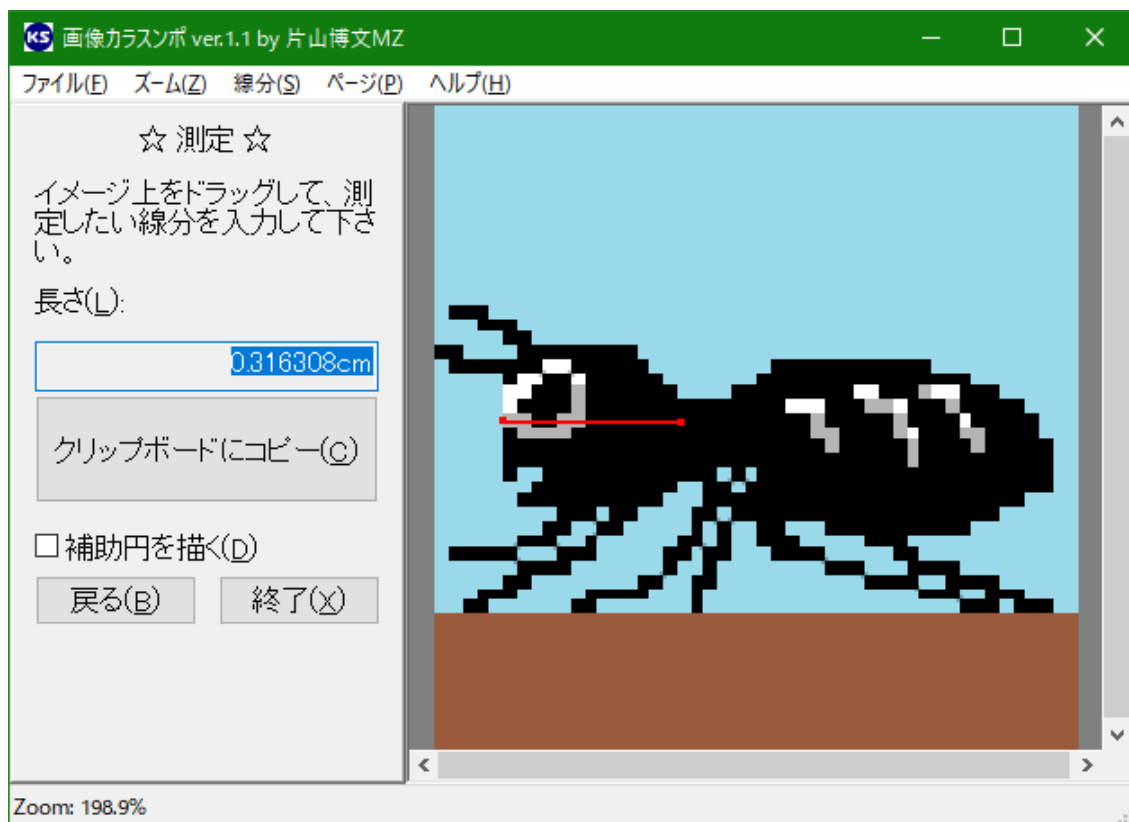 KS 画像カラスンポ ver.1.1 by 片山博文MZ
ファイル(F) ズーム(Z) 線分(S) ページ(P) ヘルプ(H)
☆ 測定 ☆
イメージ上をドラッグして、測
定したい線分を入力して下さ
い。
長さ(L):
0.316308cm
クリップボードにコピー(C)
補助円を描く(D)
戻る(B) 終了(X)
Zoom: 198.9%